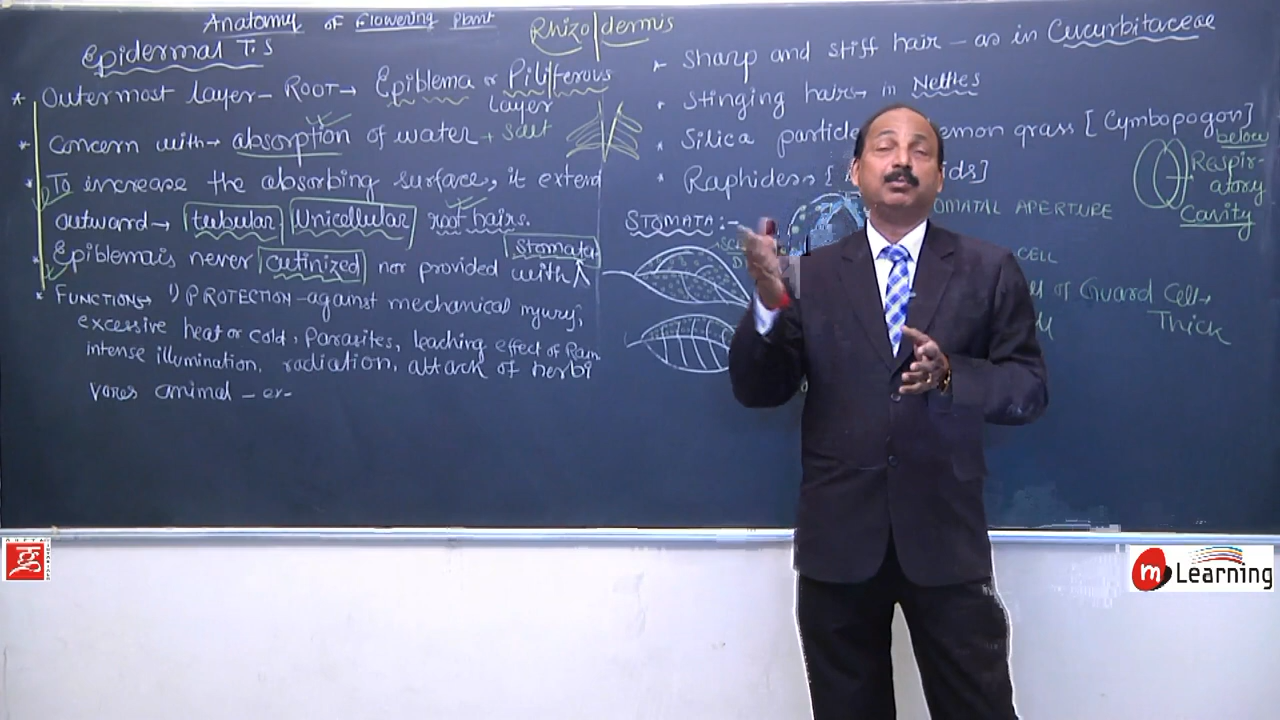 Anatomy of Flowering Plant
Rhizo|dermis
Epidermal T.S
* Outermost layer – ROOT → Epiblema or Piliferous
Layer
* Concern with → absorption of water + salt
* To increase the absorbing surface, it extend
outward → tubular Unicellular root hairs.
* Epiblema is never cutinized nor provided with
Stomata
* FUNCTION → 1) PROTECTION – against mechanical injury,
excessive heat or cold, Parasites, leaching effect of Rain
intense illumination, radiation, attack of herbi
vores animal –
* Sharp and stiff hair – as in Cucurbitaceae
* Stinging hair → in Nettles
* Silica particle emon grass [Cymbopogon]
* Raphides → [ ds]
STOMATA :-
OMATAL APERTURE
CELL
of Guard Cell →
Thick
below
Respir-
atory
Cavity
m Learning